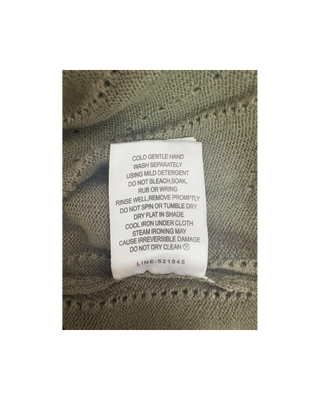 COLD GENTLE HAND
WASH SEPARATELY
USING MILD DETERGENT
DO NOT BLEACH,SOAK,
RUB OR WRING
RINSE WELL,REMOVE PROMPTLY
DO NOT SPIN OR TUMBLE DRY
DRY FLAT IN SHADE
COOL IRON UNDER CLOTH
STEAM IRONING MAY
CAUSE IRREVERSIBLE DAMAGE
DO NOT DRY CLEAN
LINE:521545